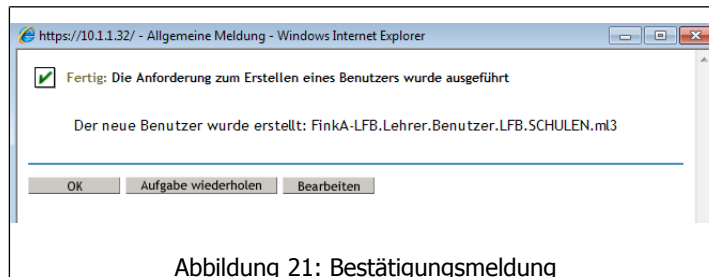 https://10.1.1.32/ - Allgemeine Meldung - Windows Internet Explorer
Fertig: Die Anforderung zum Erstellen eines Benutzers wurde ausgeführt
Der neue Benutzer wurde erstellt: FinkA-LFB.Lehrer.Benutzer.LFB.SCHULEN.ml3
OK Aufgabe wiederholen Bearbeiten
Abbildung 21: Bestätigungsmeldung